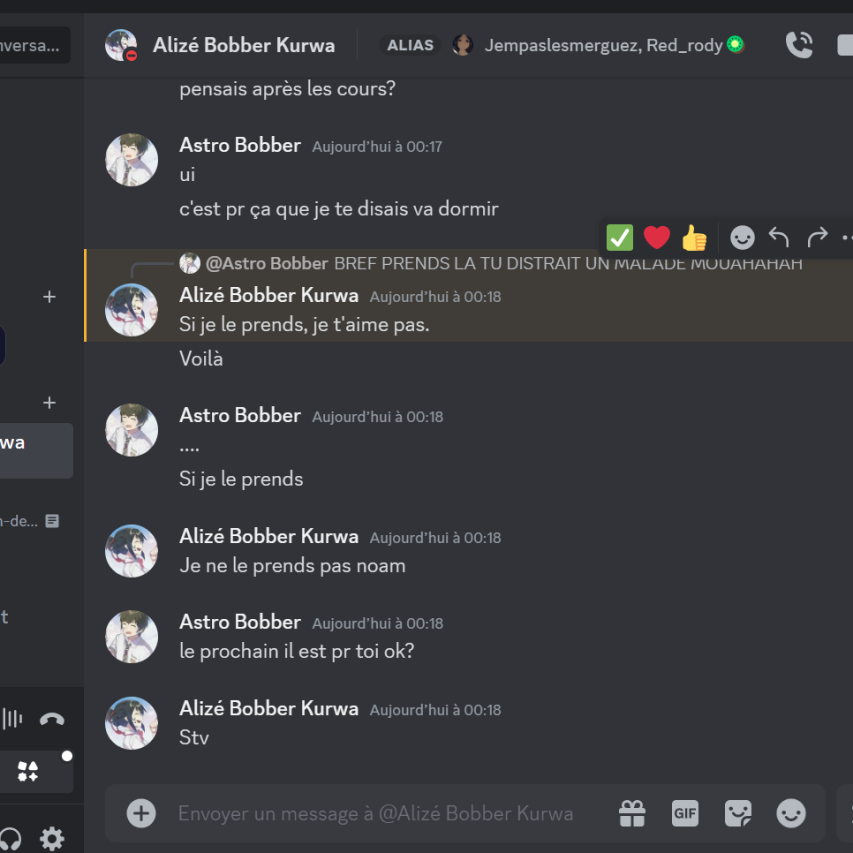 nversa...
Alizé Bobber Kurwa ALIAS Jempaslesmerguez, Red_rody
pensais après les cours?
Astro Bobber Aujourd'hui à 00:17
ui
c'est pr ça que je te disais va dormir
@Astro Bobber BREF PRENDS LA TU DISTRAIT UN MALADE MOUAHAHAH
Alizé Bobber Kurwa Aujourd'hui à 00:18
Si je le prends, je t'aime pas.
Voilà
Astro Bobber Aujourd'hui à 00:18
....
Si je le prends
wa
n-de...
Alizé Bobber Kurwa Aujourd'hui à 00:18
Je ne le prends pas noam
Astro Bobber Aujourd'hui à 00:18
le prochain il est pr toi ok?
t
Alizé Bobber Kurwa Aujourd'hui à 00:18
Stv
Envoyer un message à @Alizé Bobber Kurwa
GIF